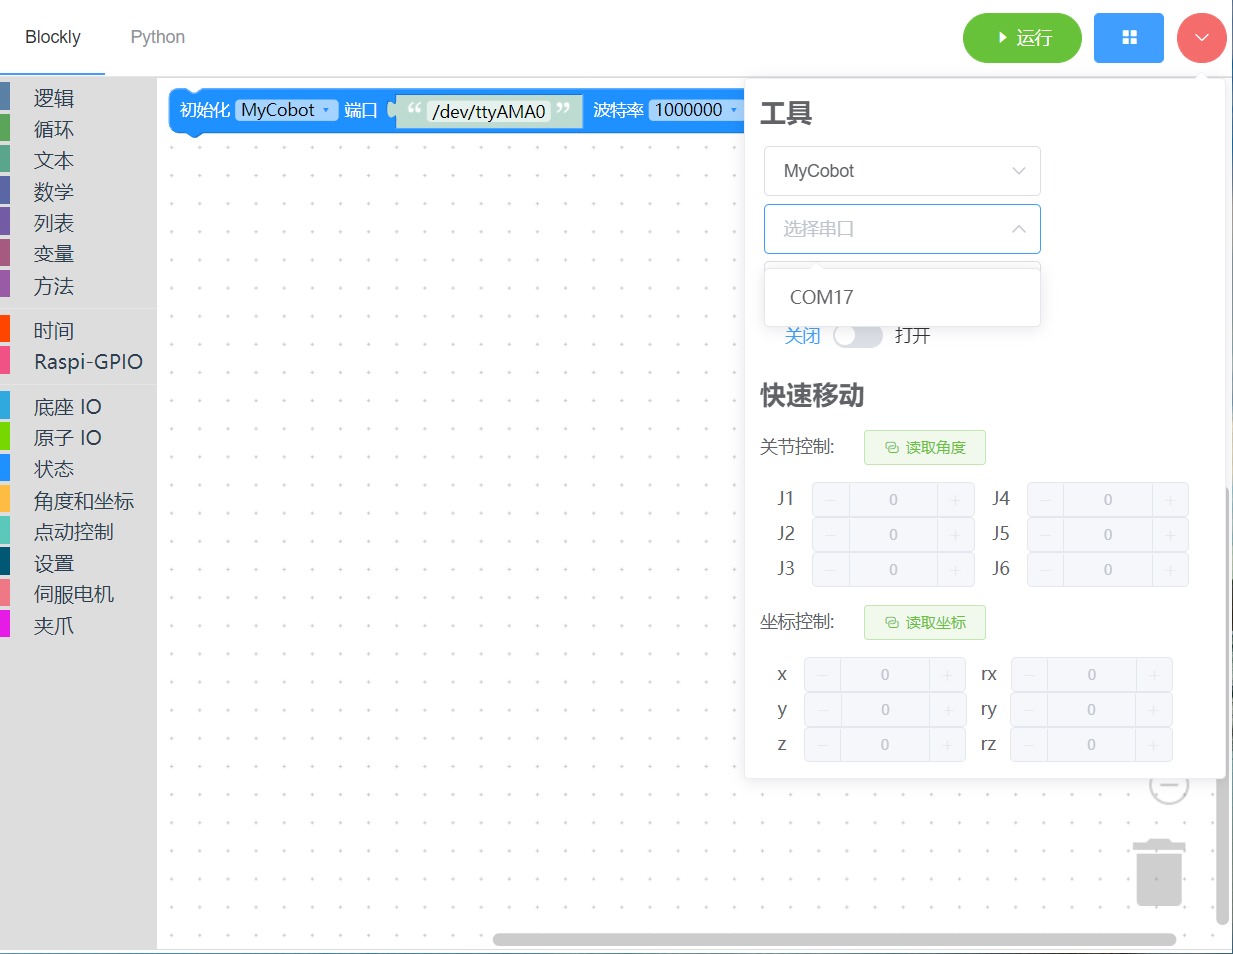 Blockly
Python
运行
逻辑
循环
文本
数学
列表
变量
方法
时间
Raspi-GPIO
底座 IO
原子 IO
状态
角度和坐标
点动控制
设置
伺服电机
夹爪
初始化 MyCobot 端口 “ /dev/ttyAMA0 ” 波特率 1000000
工具
MyCobot
选择串口
COM17
关闭 打开
快速移动
关节控制: 读取角度
J1 − 0 + J4 − 0 +
J2 − 0 + J5 − 0 +
J3 − 0 + J6 − 0 +
坐标控制: 读取坐标
x − 0 + rx − 0 +
y − 0 + ry − 0 +
z − 0 + rz − 0 +